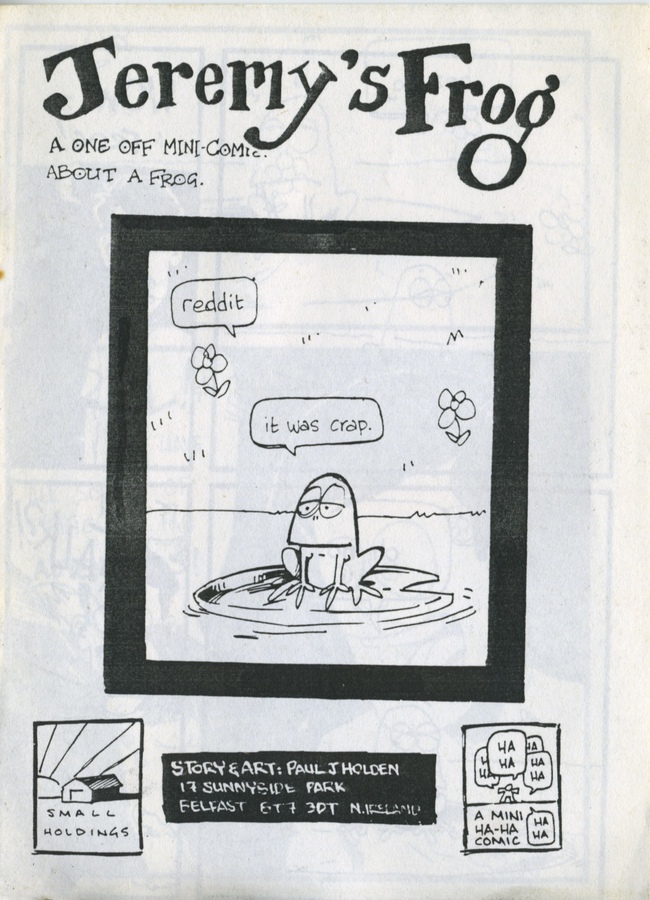 Jeremy's Frog
A ONE OFF MINI-COMIC.
ABOUT A FROG.
reddit
it was crap.
SMALL
HOLDINGS
STORY & ART: PAUL J HOLDEN
17 SUNNYSIDE PARK
BELFAST BT7 3DT N.IRELAND
HA
HA
HA
HA
HA
HA
HA
A MINI
HA-HA
COMIC
HA
HA